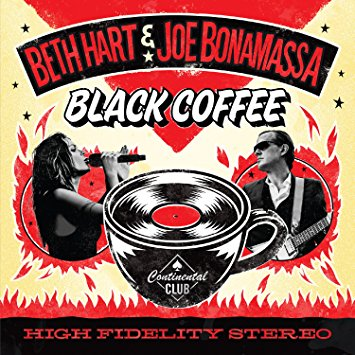 BETH HART & JOE BONAMASSA
BLACK COFFEE
Continental
CLUB
HIGH FIDELITY STEREO